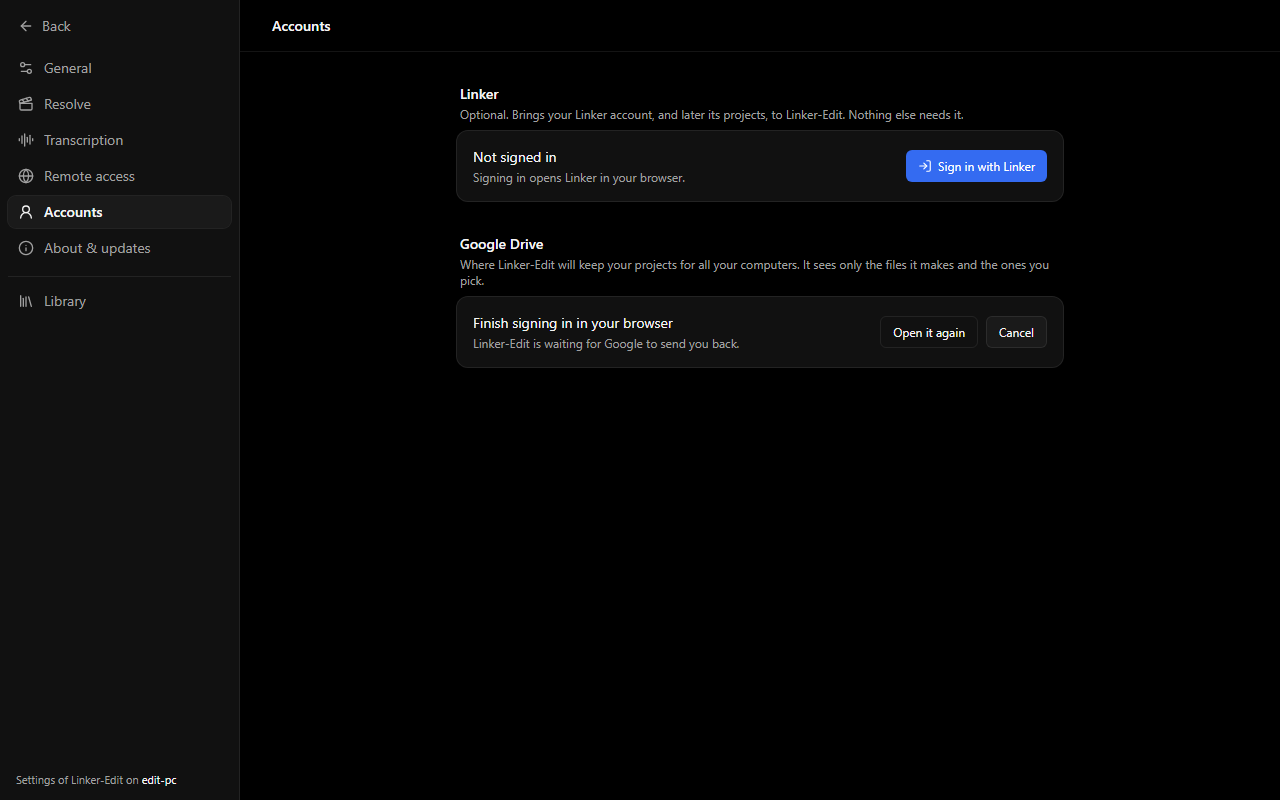 Back
General
Resolve
Transcription
Remote access
Accounts
About & updates
Library
Settings of Linker-Edit on edit-pc
Accounts
Linker
Optional. Brings your Linker account, and later its projects, to Linker-Edit. Nothing else needs it.
Not signed in
Signing in opens Linker in your browser.
Sign in with Linker
Google Drive
Where Linker-Edit will keep your projects for all your computers. It sees only the files it makes and the ones you
pick.
Finish signing in in your browser
Linker-Edit is waiting for Google to send you back.
Open it again
Cancel